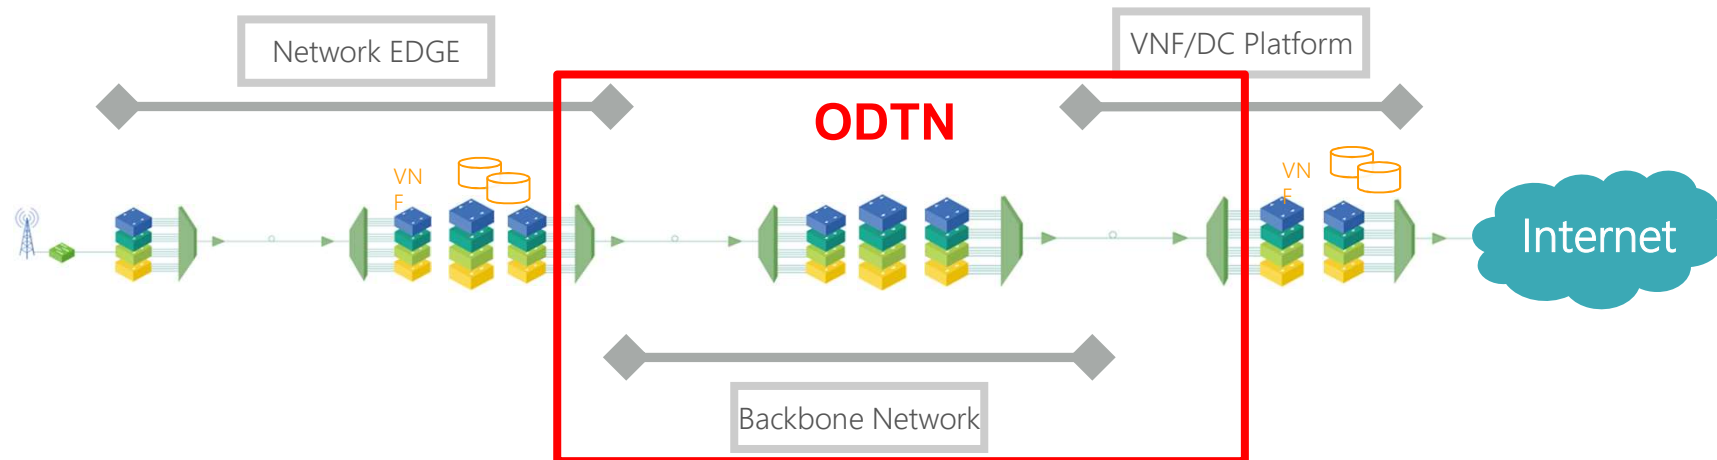 Network EDGE
VNF/DC Platform
ODTN
VN
F
VN
F
Internet
Backbone Network